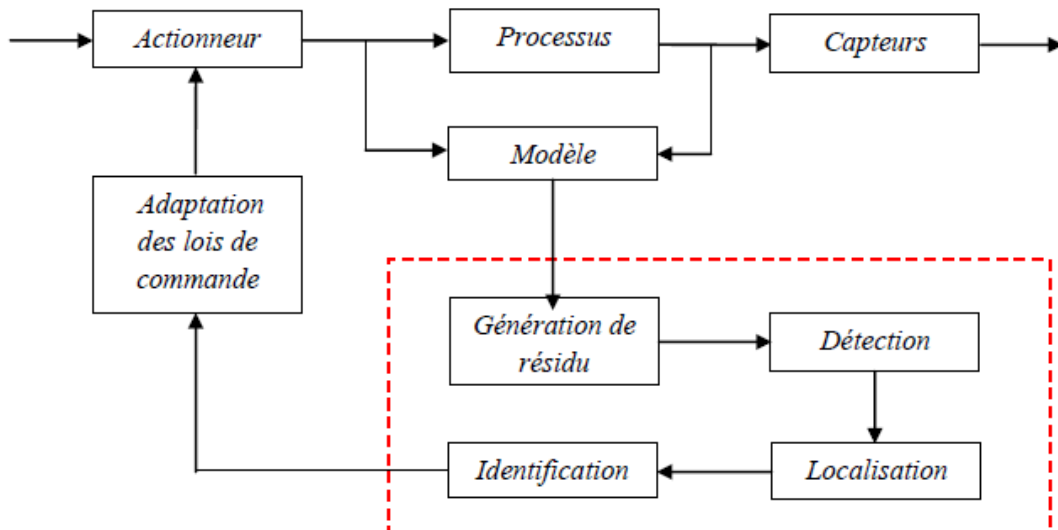 Actionneur
Processus
Capteurs
Modèle
Adaptation
des lois de
commande
Génération de
résidu
Détection
Identification
Localisation